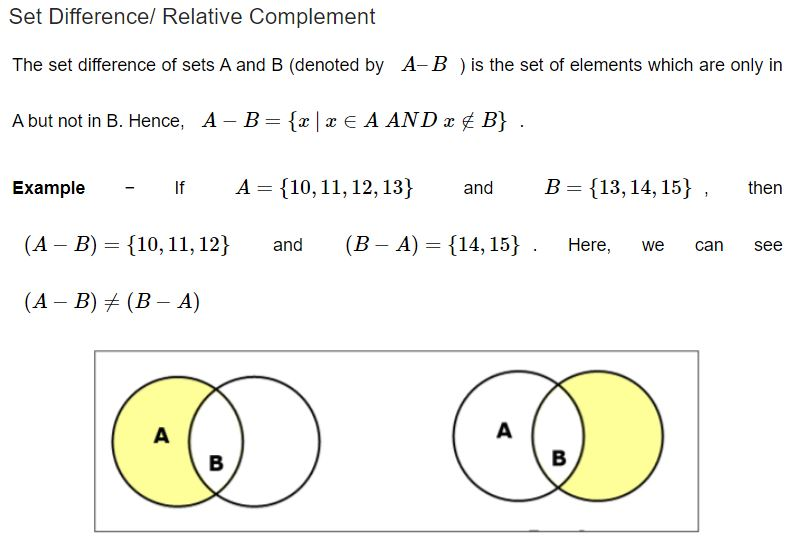 Set Difference/ Relative Complement
The set difference of sets A and B (denoted by A– B ) is the set of elements which are only in
A but not in B. Hence, A − B = {x | x ∈ A AND x ∉ B} .
Example − If A = {10, 11, 12, 13} and B = {13, 14, 15} , then
(A − B) = {10, 11, 12} and (B − A) = {14, 15} . Here, we can see
(A − B) ≠ (B − A)
A B A B